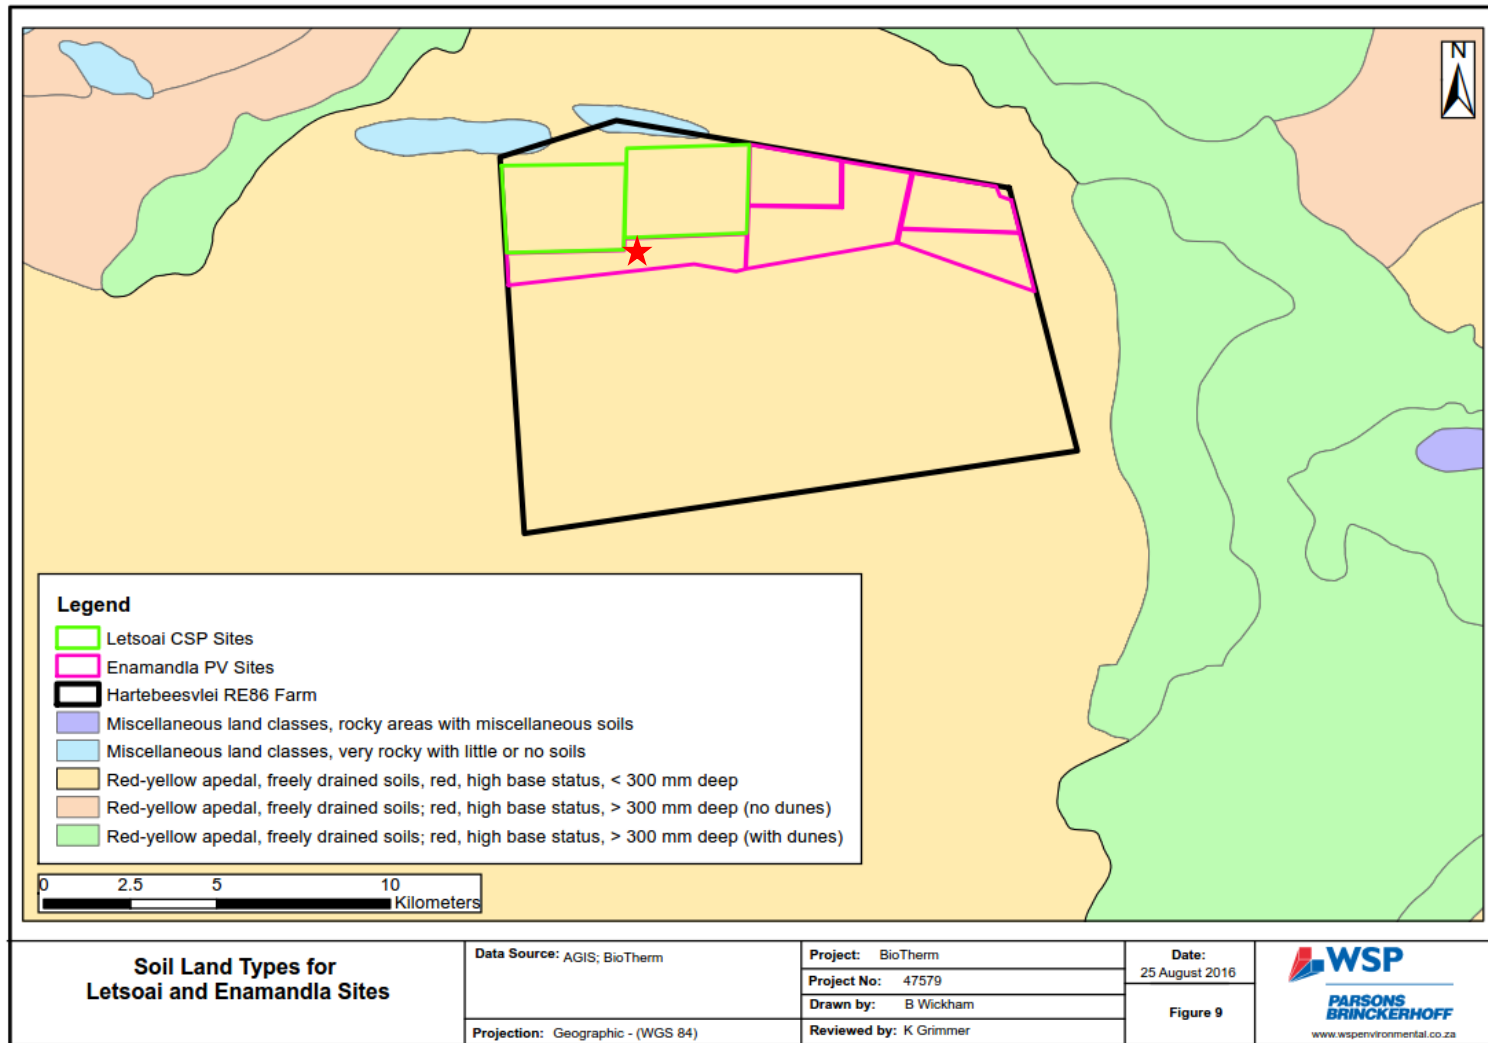 N
Legend
Letsoai CSP Sites
Enamandla PV Sites
Hartebeesvlei RE86 Farm
Miscellaneous land classes, rocky areas with miscellaneous soils
Miscellaneous land classes, very rocky with little or no soils
Red-yellow apedal, freely drained soils, red, high base status, < 300 mm deep
Red-yellow apedal, freely drained soils; red, high base status, > 300 mm deep (no dunes)
Red-yellow apedal, freely drained soils; red, high base status, > 300 mm deep (with dunes)
0 2.5 5 10
Kilometers
Soil Land Types for
Letsoai and Enamandla Sites
Data Source: AGIS; BioTherm
Projection: Geographic - (WGS 84)
Project: BioTherm
Project No: 47579
Drawn by: B Wickham
Reviewed by: K Grimmer
Date:
25 August 2016
Figure 9
WSP
PARSONS
BRINCKERHOFF
www.wspenvironmental.co.za